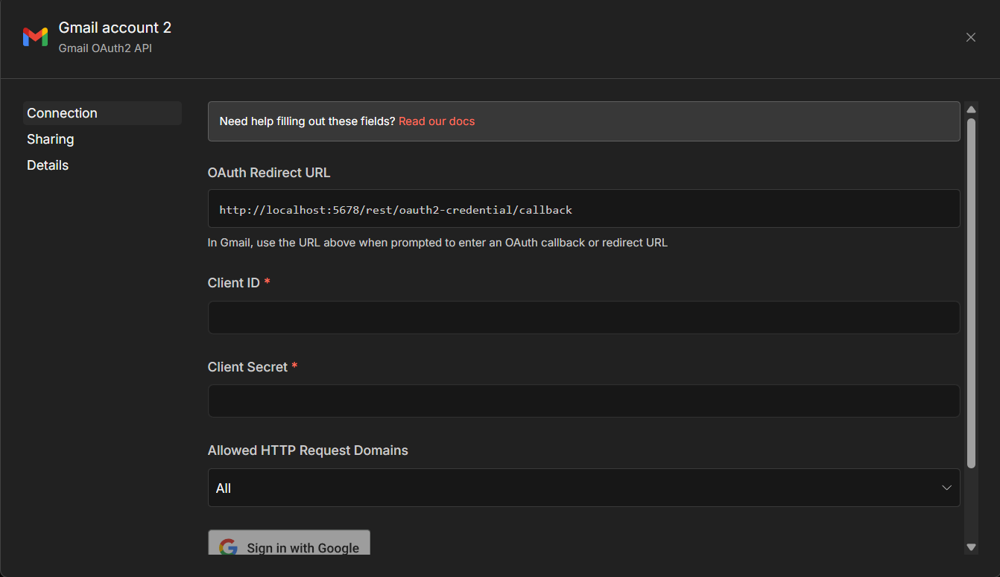 Gmail account 2
Gmail OAuth2 API
Connection
Sharing
Details
Need help filling out these fields? Read our docs
OAuth Redirect URL
http://localhost:5678/rest/oauth2-credential/callback
In Gmail, use the URL above when prompted to enter an OAuth callback or redirect URL
Client ID *
Client Secret *
Allowed HTTP Request Domains
All
Sign in with Google